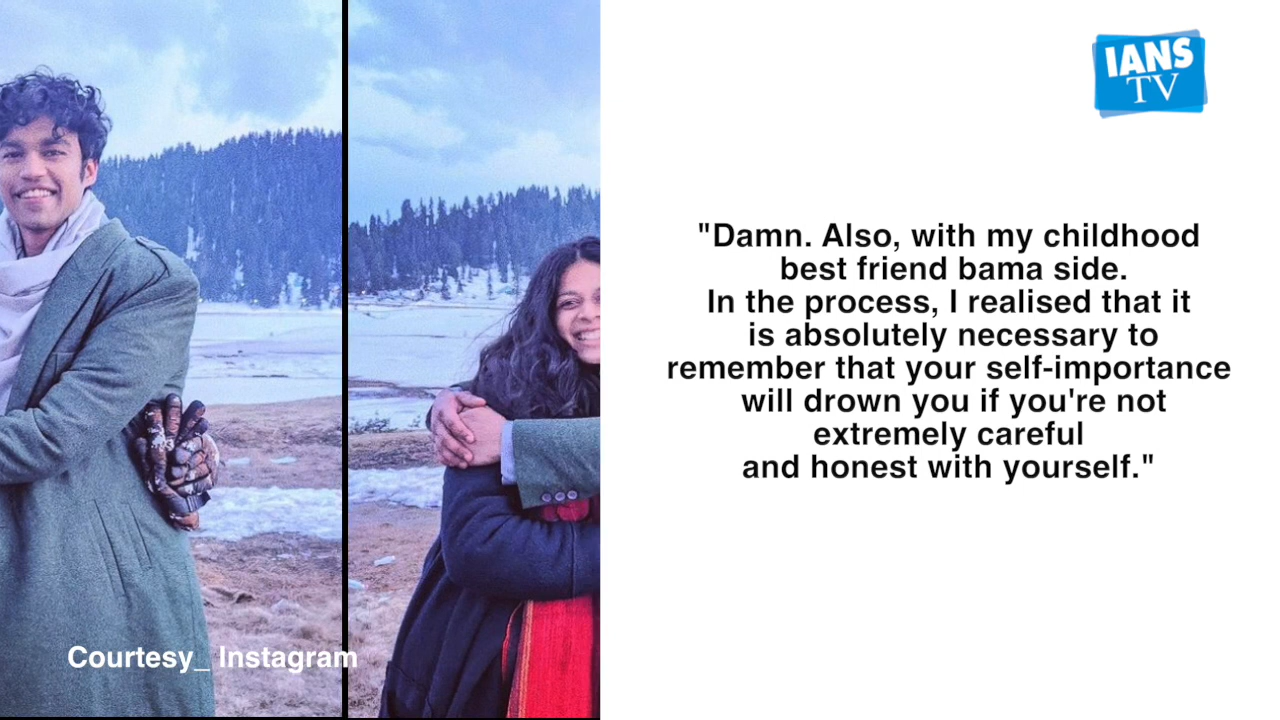 IANS
TV
"Damn. Also, with my childhood
best friend bama side.
In the process, I realised that it
is absolutely necessary to
remember that your self-importance
will drown you if you're not
extremely careful
and honest with yourself."
Courtesy_ Instagram